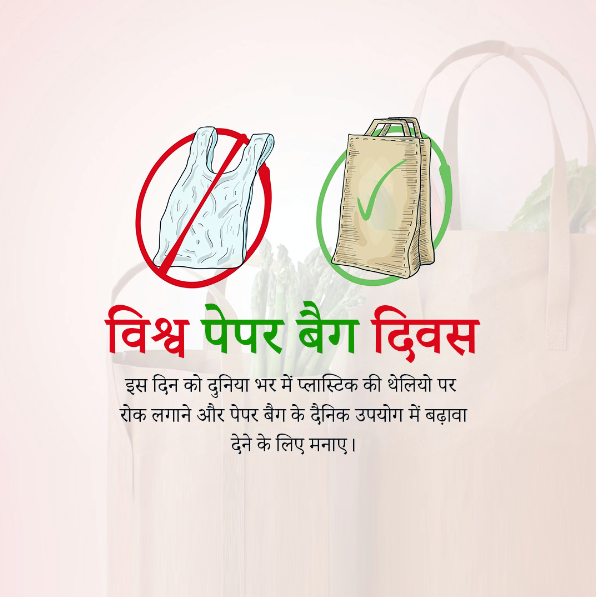 विश्व पेपर बैग दिवस
इस दिन को दुनिया भर में प्लास्टिक की थेलियो पर
रोक लगाने और पेपर बैग के दैनिक उपयोग में बढ़ावा
देने के लिए मनाए।